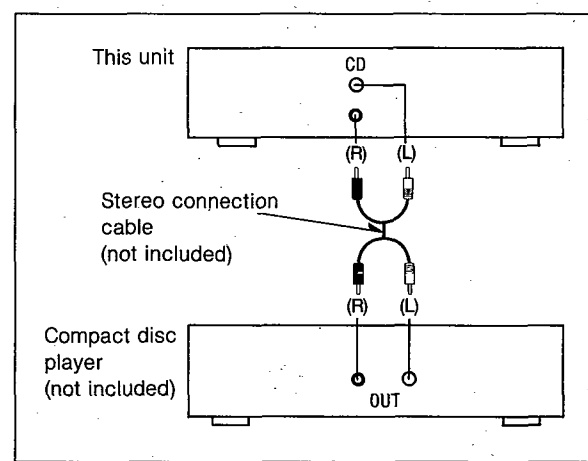 This unit
CD
(R) (L)
Stereo connection
cable
(not included)
(R) (L)
Compact disc
player
(not included)
OUT